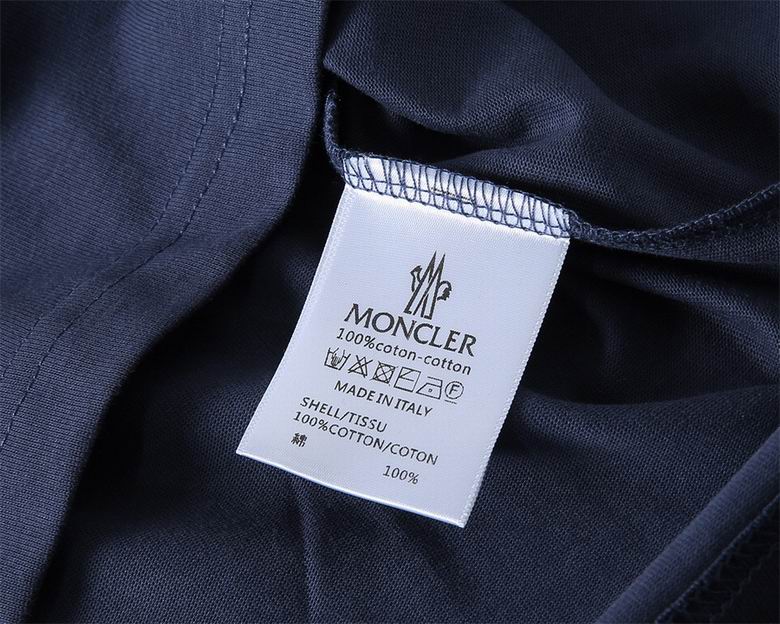 MONCLER
100%coton-cotton
MADE IN ITALY
SHELL/TISSU
100%COTTON/COTON
棉 100%